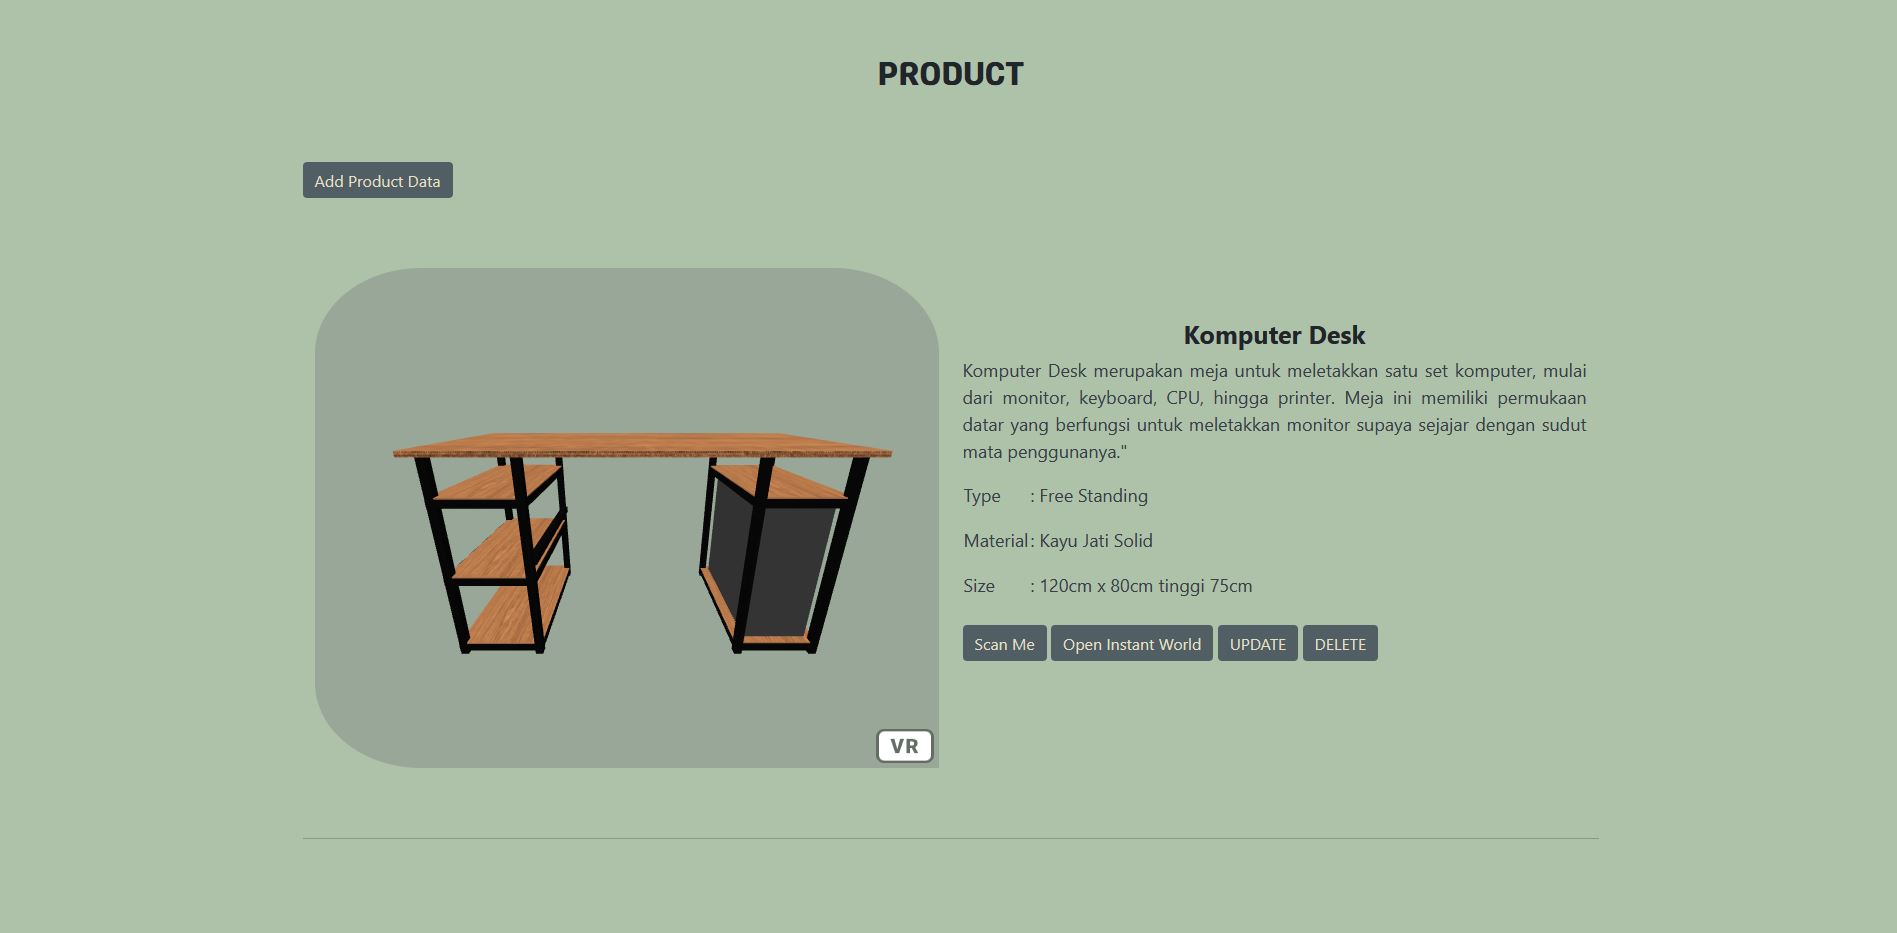 PRODUCT
Add Product Data
Komputer Desk
Komputer Desk merupakan meja untuk meletakkan satu set komputer, mulai
dari monitor, keyboard, CPU, hingga printer. Meja ini memiliki permukaan
datar yang berfungsi untuk meletakkan monitor supaya sejajar dengan sudut
mata penggunanya."
Type : Free Standing
Material : Kayu Jati Solid
Size : 120cm x 80cm tinggi 75cm
Scan Me Open Instant World UPDATE DELETE
VR